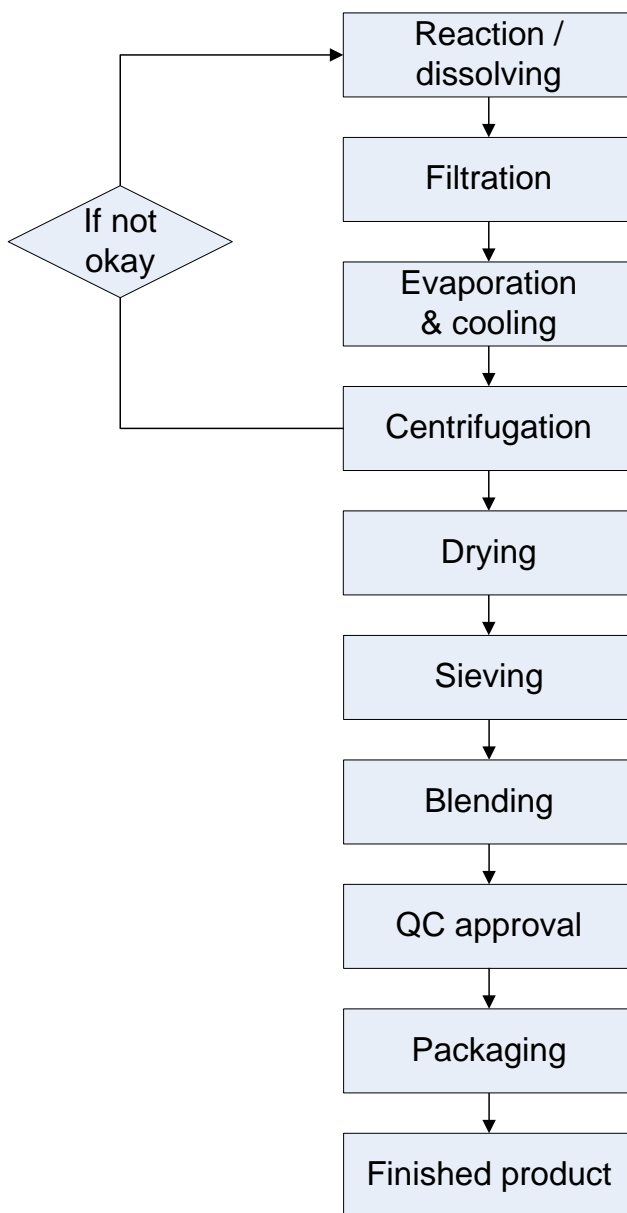 Reaction /
dissolving
Filtration
If not
okay
Evaporation
& cooling
Centrifugation
Drying
Sieving
Blending
QC approval
Packaging
Finished product